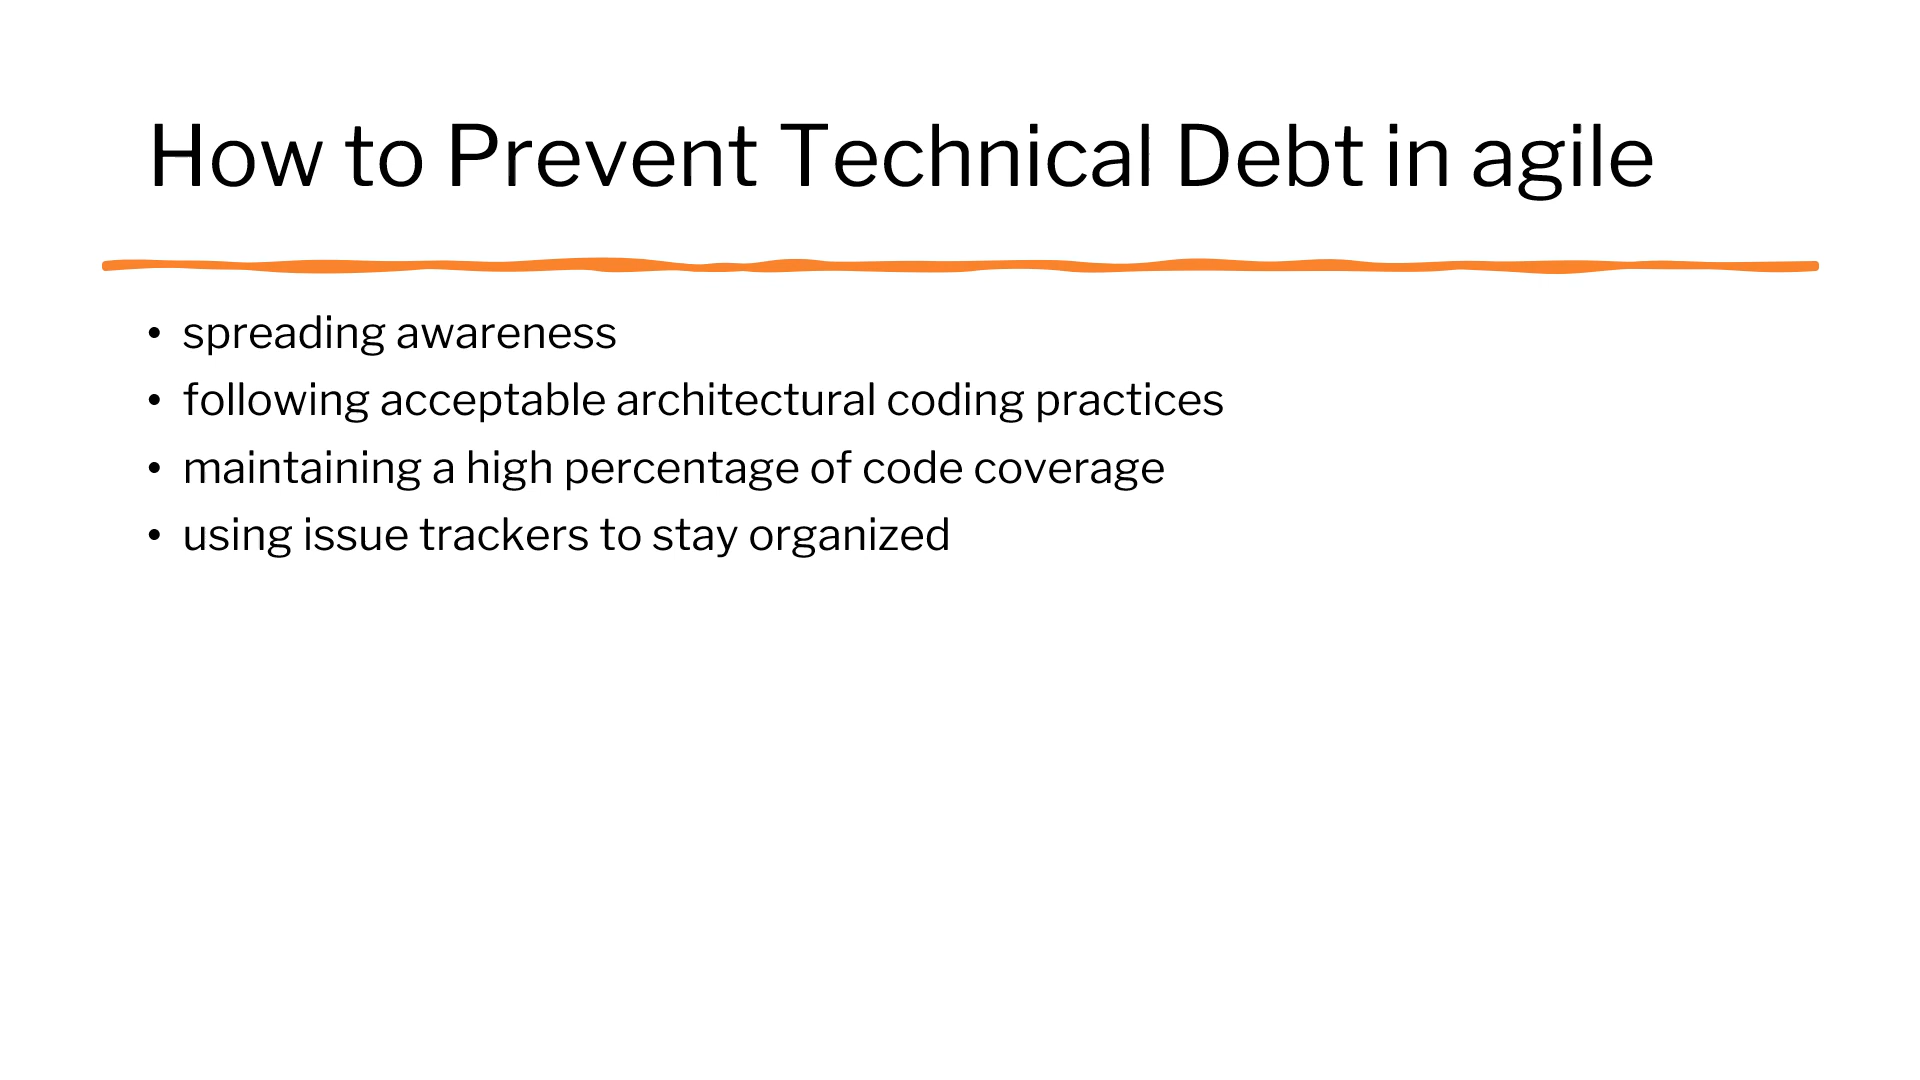 How to Prevent Technical Debt in agile
• spreading awareness
• following acceptable architectural coding practices
• maintaining a high percentage of code coverage
• using issue trackers to stay organized